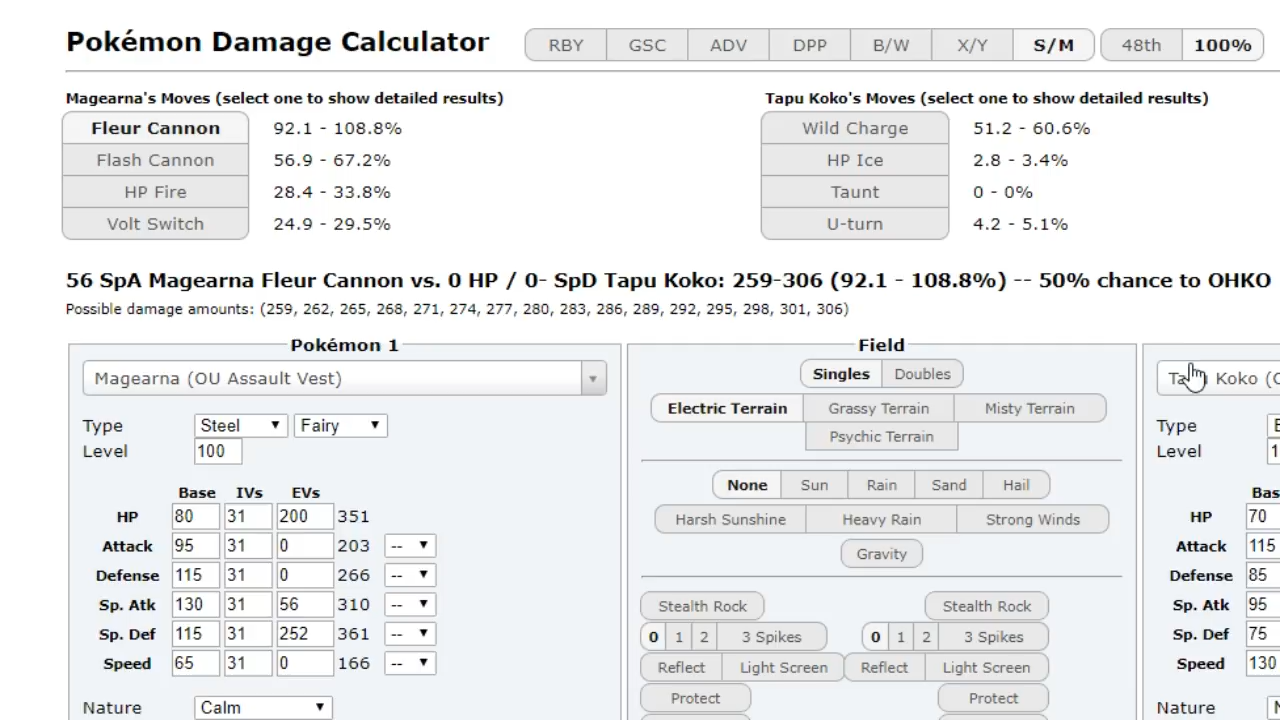 Pokémon Damage Calculator RBY GSC ADV DPP B/W X/Y S/M 48th 100%
Magearna's Moves (select one to show detailed results) Tapu Koko's Moves (select one to show detailed results)
Fleur Cannon 92.1 - 108.8% Wild Charge 51.2 - 60.6%
Flash Cannon 56.9 - 67.2% HP Ice 2.8 - 3.4%
HP Fire 28.4 - 33.8% Taunt 0 - 0%
Volt Switch 24.9 - 29.5% U-turn 4.2 - 5.1%
56 SpA Magearna Fleur Cannon vs. 0 HP / 0- SpD Tapu Koko: 259-306 (92.1 - 108.8%) -- 50% chance to OHKO
Possible damage amounts: (259, 262, 265, 268, 271, 274, 277, 280, 283, 286, 289, 292, 295, 298, 301, 306)
Pokémon 1 Field
Magearna (OU Assault Vest) Singles Doubles Koko
Electric Terrain Grassy Terrain Misty Terrain
Type Steel Fairy Psychic Terrain Type
Level 100 Level
None Sun Rain Sand Hail
Base IVs EVs
HP 80 31 200 351 Harsh Sunshine Heavy Rain Strong Winds HP 70
Attack 95 31 0 203 -- Gravity Attack 115
Defense 115 31 0 266 -- Defense 85
Sp. Atk 130 31 56 310 -- Stealth Rock Stealth Rock Sp. Atk 95
Sp. Def 115 31 252 361 -- 0 1 2 3 Spikes 0 1 2 3 Spikes Sp. Def 75
Speed 65 31 0 166 -- Reflect Light Screen Reflect Light Screen Speed 130
Nature Calm Protect Protect Nature